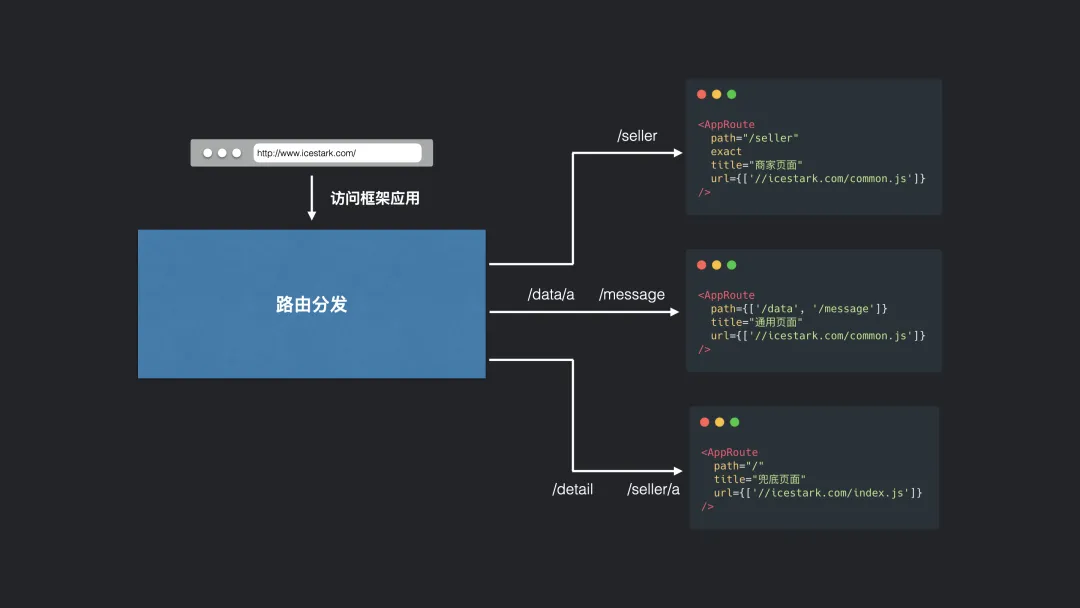 http://www.icestark.com/
访问框架应用
路由分发
/seller
<AppRoute
path="/seller"
exact
title="商家页面"
url={['//icestark.com/common.js']}
/>
/data/a /message
<AppRoute
path={['/data', '/message']}
title="通用页面"
url={['//icestark.com/common.js']}
/>
/detail /seller/a
<AppRoute
path="/"
title="兜底页面"
url={['//icestark.com/index.js']}
/>